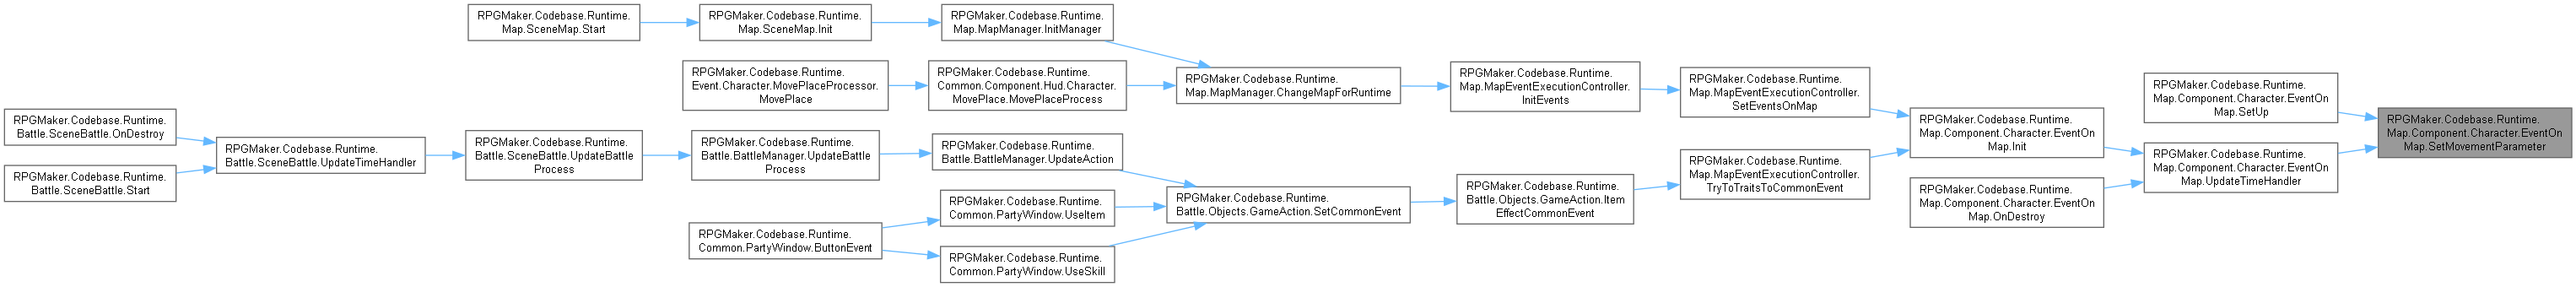 RPGMaker.Codebase.Runtime.
Map.SceneMap.Start
RPGMaker.Codebase.Runtime.
Map.SceneMap.Init
RPGMaker.Codebase.Runtime.
Map.MapManager.InitManager
RPGMaker.Codebase.Runtime.
Event.Character.MovePlaceProcessor.
MovePlace
RPGMaker.Codebase.Runtime.
Common.Component.Hud.Character.
MovePlace.MovePlaceProcess
RPGMaker.Codebase.Runtime.
Map.MapManager.ChangeMapForRuntime
RPGMaker.Codebase.Runtime.
Map.MapEventExecutionController.
InitEvents
RPGMaker.Codebase.Runtime.
Map.MapEventExecutionController.
SetEventsOnMap
RPGMaker.Codebase.Runtime.
Map.Component.Character.EventOn
Map.SetUp
RPGMaker.Codebase.Runtime.
Map.Component.Character.EventOn
Map.SetMovementParameter
RPGMaker.Codebase.Runtime.
Map.Component.Character.EventOn
Map.Init
RPGMaker.Codebase.Runtime.
Map.Component.Character.EventOn
Map.UpdateTimeHandler
RPGMaker.Codebase.Runtime.
Battle.SceneBattle.OnDestroy
RPGMaker.Codebase.Runtime.
Battle.SceneBattle.UpdateTimeHandler
RPGMaker.Codebase.Runtime.
Battle.SceneBattle.UpdateBattle
Process
RPGMaker.Codebase.Runtime.
Battle.BattleManager.UpdateBattle
Process
RPGMaker.Codebase.Runtime.
Battle.BattleManager.UpdateAction
RPGMaker.Codebase.Runtime.
Map.MapEventExecutionController.
TryToTraitsToCommonEvent
RPGMaker.Codebase.Runtime.
Battle.SceneBattle.Start
RPGMaker.Codebase.Runtime.
Common.PartyWindow.UseItem
RPGMaker.Codebase.Runtime.
Battle.Objects.GameAction.SetCommonEvent
RPGMaker.Codebase.Runtime.
Battle.Objects.GameAction.Item
EffectCommonEvent
RPGMaker.Codebase.Runtime.
Map.Component.Character.EventOn
Map.OnDestroy
RPGMaker.Codebase.Runtime.
Common.PartyWindow.ButtonEvent
RPGMaker.Codebase.Runtime.
Common.PartyWindow.UseSkill